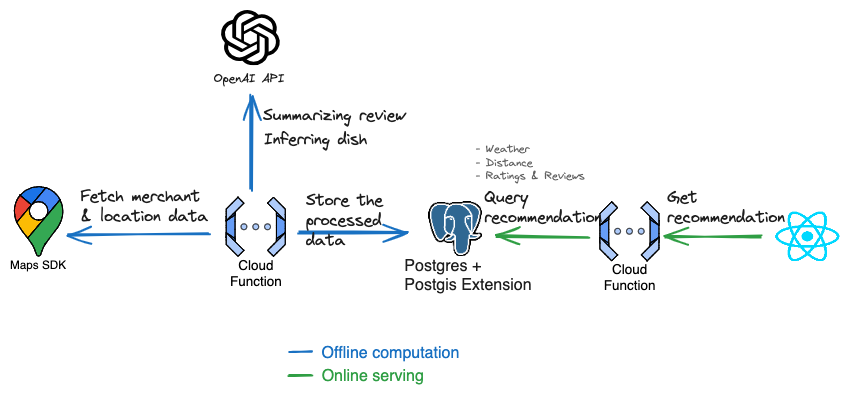 OpenAI API
Summarizing review
Inferring dish
- Weather
- Distance
- Ratings & Reviews
Fetch merchant
& location data
Store the
processed
data
Query
recommendation
Get
recommendation
Maps SDK
Cloud
Function
Postgres +
Postgis Extension
Cloud
Function
Offline computation
Online serving